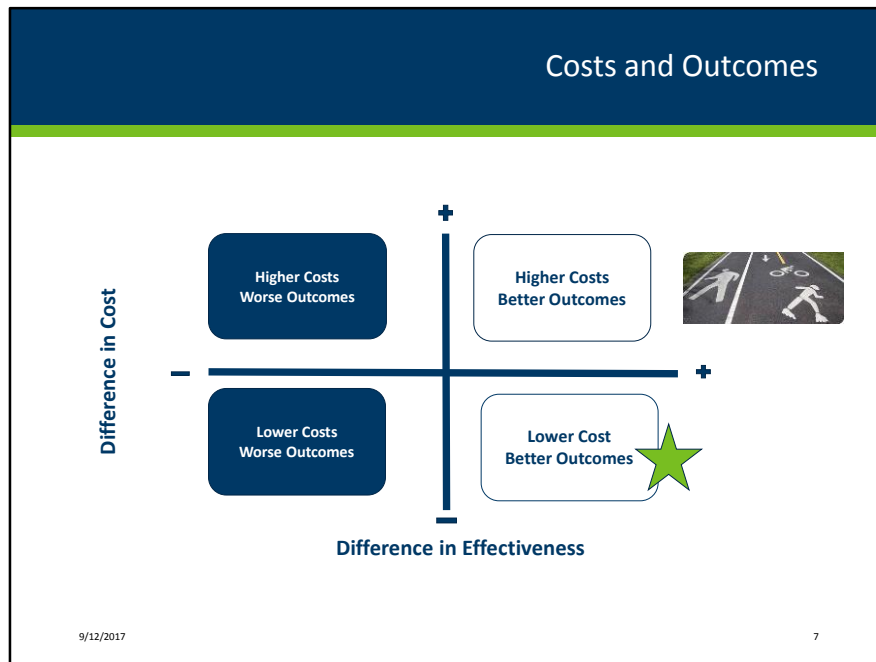 Costs and Outcomes
+
Higher Costs
Worse Outcomes
Higher Costs
Better Outcomes
Difference in Cost
−
+
Lower Costs
Worse Outcomes
Lower Cost
Better Outcomes
−
Difference in Effectiveness
9/12/2017
7